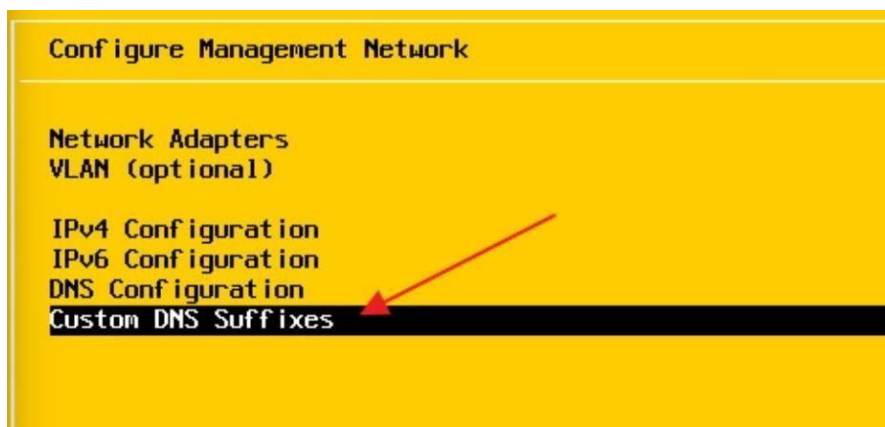 Configure Management Network
Network Adapters
VLAN (optional)
IPv4 Configuration
IPv6 Configuration
DNS Configuration
Custom DNS Suffixes